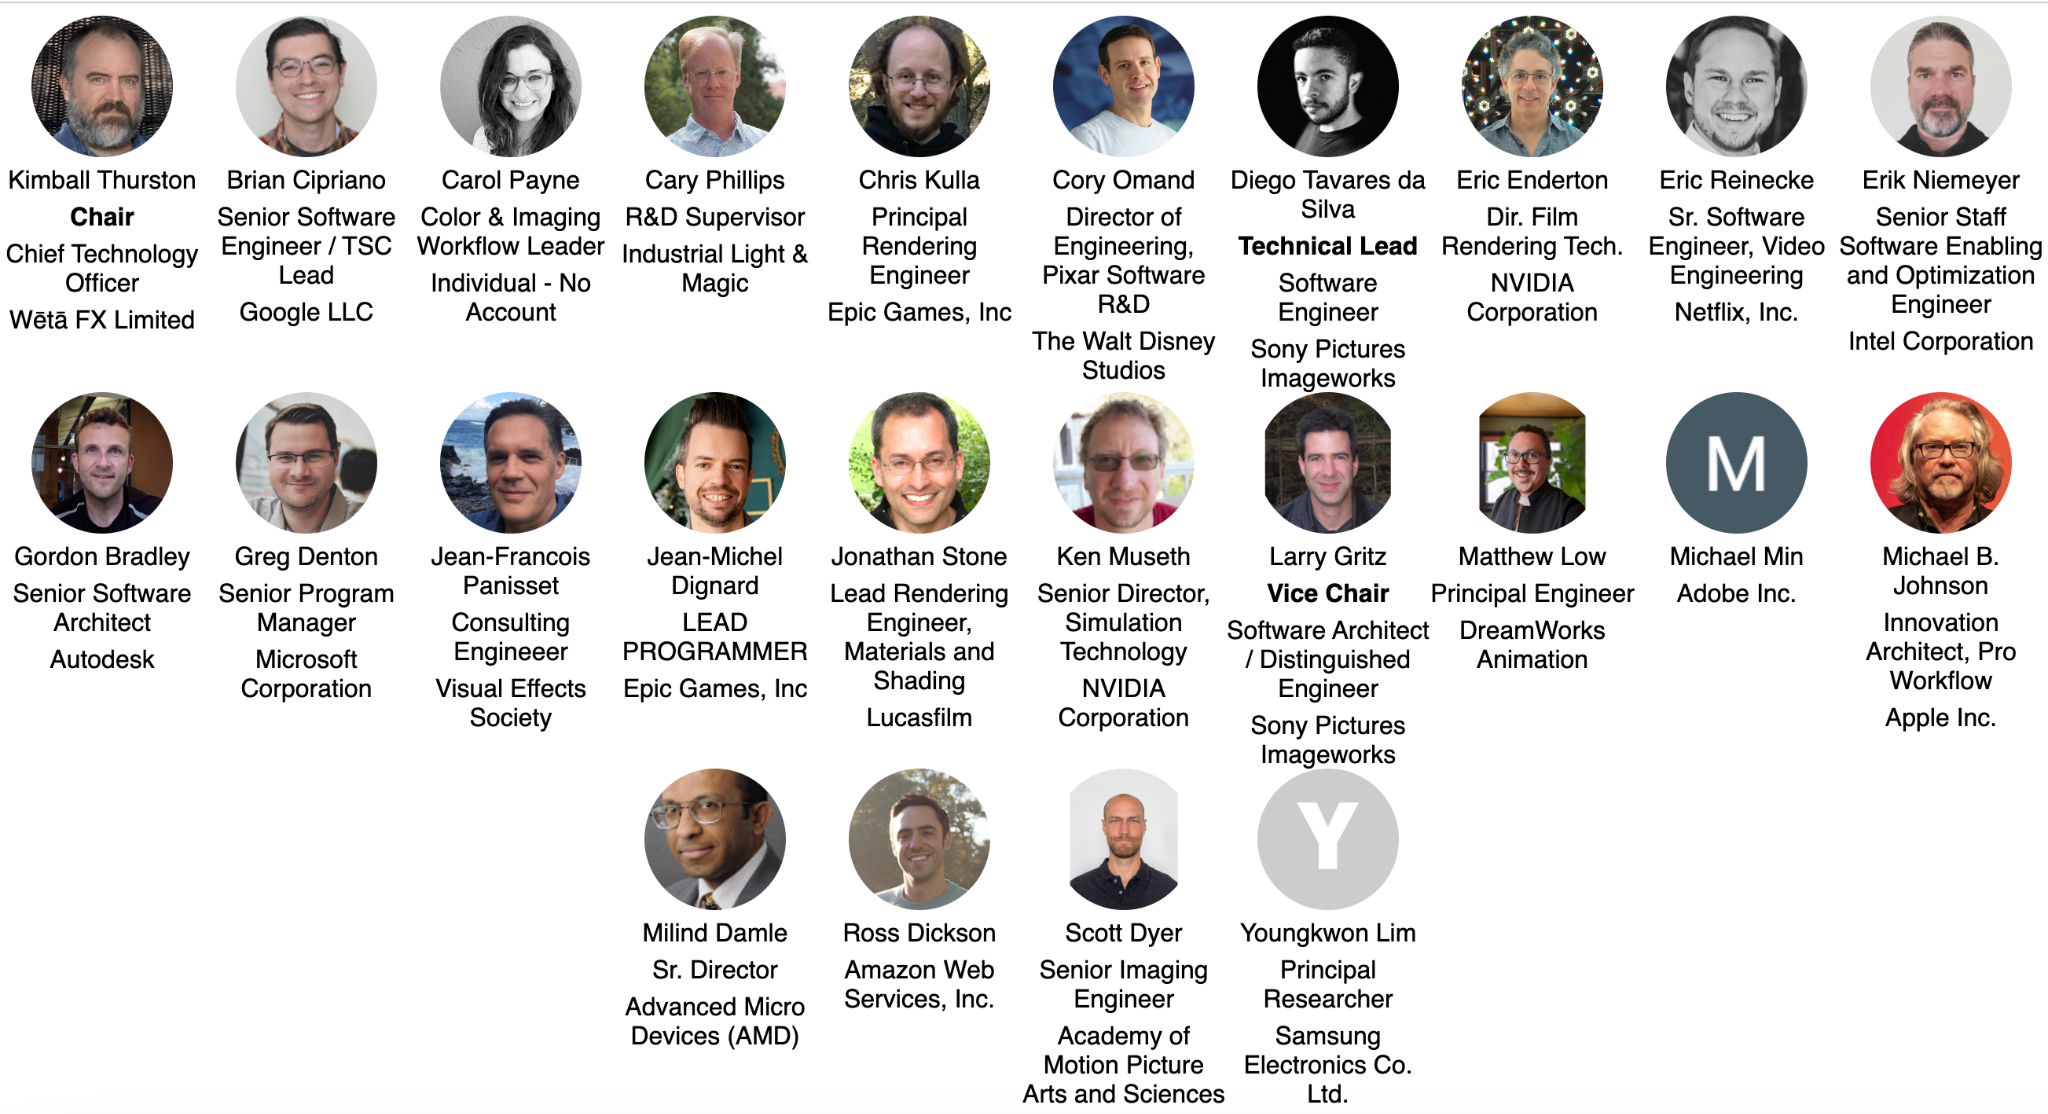 Kimball Thurston
Chair
Chief Technology
Officer
Wētā FX Limited
Brian Cipriano
Senior Software
Engineer / TSC
Lead
Google LLC
Carol Payne
Color & Imaging
Workflow Leader
Individual - No
Account
Cary Phillips
R&D Supervisor
Industrial Light &
Magic
Chris Kulla
Principal
Rendering
Engineer
Epic Games, Inc
Cory Omand
Director of
Engineering,
Pixar Software
R&D
The Walt Disney
Studios
Diego Tavares da
Silva
Technical Lead
Software
Engineer
Sony Pictures
Imageworks
Eric Enderton
Dir. Film
Rendering Tech.
NVIDIA
Corporation
Eric Reinecke
Sr. Software
Engineer, Video
Engineering
Netflix, Inc.
Erik Niemeyer
Senior Staff
Software Enabling
and Optimization
Engineer
Intel Corporation
Gordon Bradley
Senior Software
Architect
Autodesk
Greg Denton
Senior Program
Manager
Microsoft
Corporation
Jean-Francois
Panisset
Consulting
Engineeer
Visual Effects
Society
Jean-Michel
Dignard
LEAD
PROGRAMMER
Epic Games, Inc
Jonathan Stone
Lead Rendering
Engineer,
Materials and
Shading
Lucasfilm
Ken Museth
Senior Director,
Simulation
Technology
NVIDIA
Corporation
Larry Gritz
Vice Chair
Software Architect
/ Distinguished
Engineer
Sony Pictures
Imageworks
Matthew Low
Principal Engineer
DreamWorks
Animation
M
Michael Min
Adobe Inc.
Michael B.
Johnson
Innovation
Architect, Pro
Workflow
Apple Inc.
Milind Damle
Sr. Director
Advanced Micro
Devices (AMD)
Ross Dickson
Amazon Web
Services, Inc.
Scott Dyer
Senior Imaging
Engineer
Academy of
Motion Picture
Arts and Sciences
Y
Youngkwon Lim
Principal
Researcher
Samsung
Electronics Co.
Ltd.